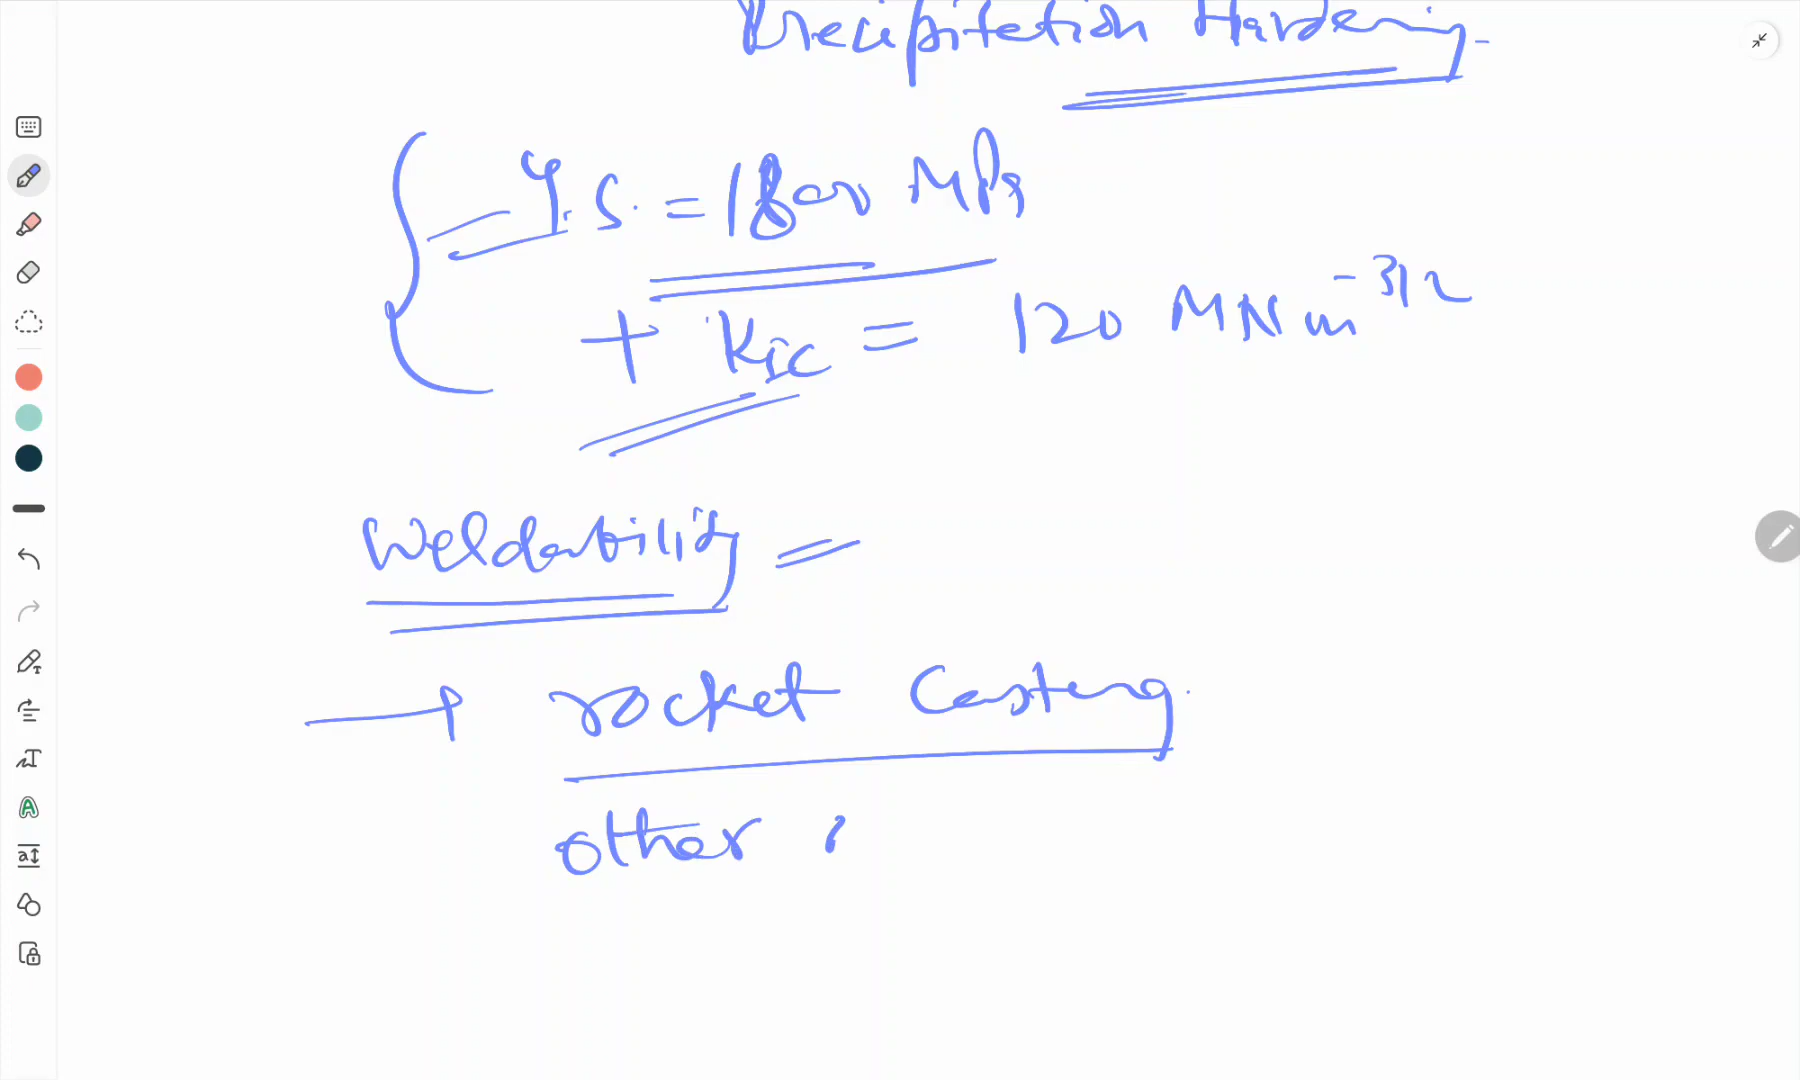 Precipitation Hardening.
Y.S. = 1800 MPa
+ KIC = 120 MN m^-3/2
Weldability =
→ rocket Casting.
other